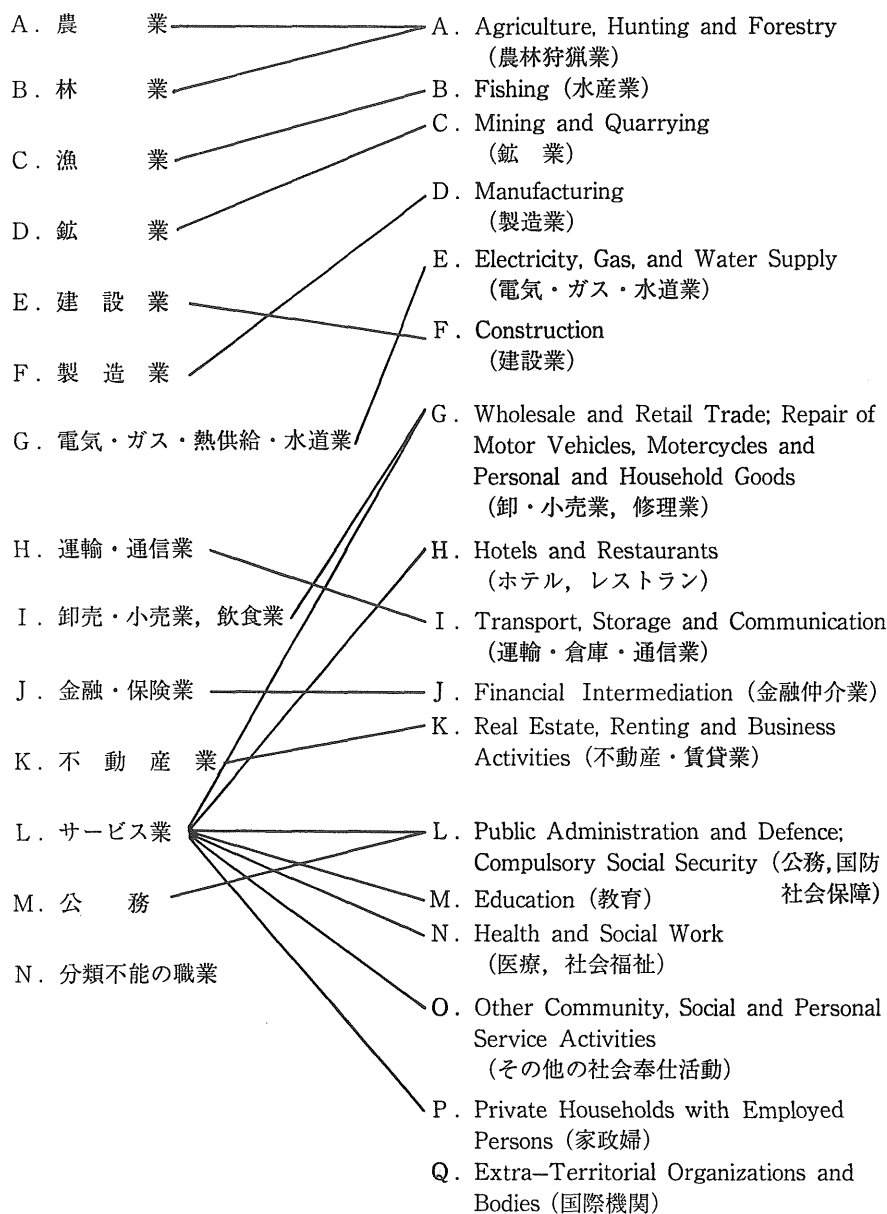 A．農業
B．林業
C．漁業
D．鉱業
E．建設業
F．製造業
G．電気・ガス・熱供給・水道業
H．運輸・通信業
I．卸売・小売業，飲食業
J．金融・保険業
K．不動産業
L．サービス業
M．公務
N．分類不能の職業
A．Agriculture, Hunting and Forestry
（農林狩猟業）
B．Fishing（水産業）
C．Mining and Quarrying
（鉱業）
D．Manufacturing
（製造業）
E．Electricity, Gas, and Water Supply
（電気・ガス・水道業）
F．Construction
（建設業）
G．Wholesale and Retail Trade; Repair of
Motor Vehicles, Motercycles and
Personal and Household Goods
（卸・小売業，修理業）
H．Hotels and Restaurants
（ホテル，レストラン）
I．Transport, Storage and Communication
（運輸・倉庫・通信業）
J．Financial Intermediation（金融仲介業）
K．Real Estate, Renting and Business
Activities（不動産・賃貸業）
L．Public Administration and Defence;
Compulsory Social Security（公務，国防
社会保障）
M．Education（教育）
N．Health and Social Work
（医療，社会福祉）
O．Other Community, Social and Personal
Service Activities
（その他の社会奉仕活動）
P．Private Households with Employed
Persons（家政婦）
Q．Extra–Territorial Organizations and
Bodies（国際機関）